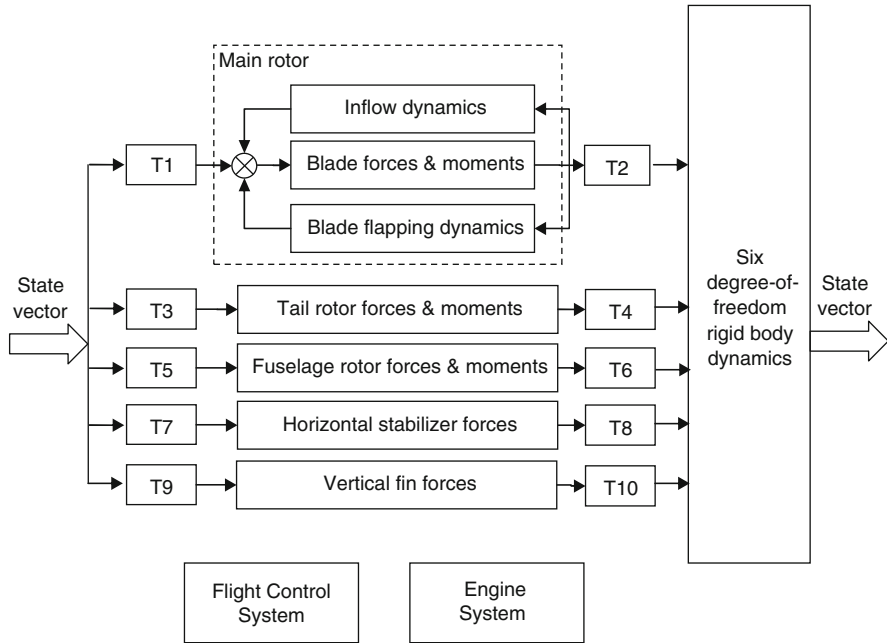 Main rotor
Inflow dynamics
T1
Blade forces & moments
T2
Blade flapping dynamics
State
vector
T3
Tail rotor forces & moments
T4
T5
Fuselage rotor forces & moments
T6
T7
Horizontal stabilizer forces
T8
T9
Vertical fin forces
T10
Six
degree-of-
freedom
rigid body
dynamics
State
vector
Flight Control
System
Engine
System